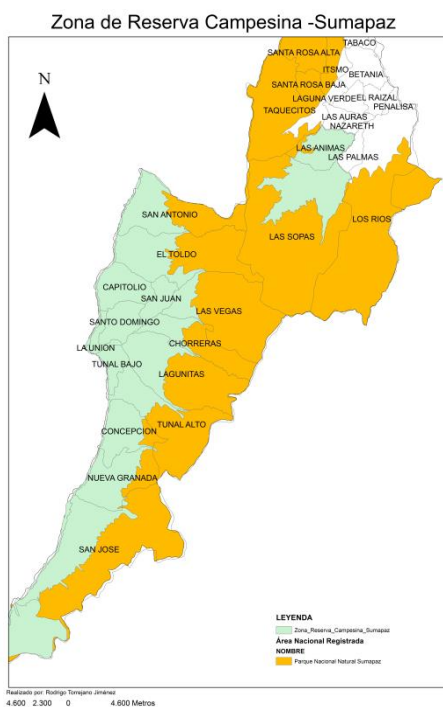 Zona de Reserva Campesina -Sumapaz
N
TABACO
SANTA ROSA ALTA
ITSMO
BETANIA
SANTA ROSA BAJA
LAGUNA VERDE
EL RAIZAL
PEÑALISA
TAQUECITOS
LAS AURAS
NAZARETH
LAS ANIMAS
LAS PALMAS
SAN ANTONIO
LOS RIOS
LAS SOPAS
EL TOLDO
CAPITOLIO
SAN JUAN
LAS VEGAS
SANTO DOMINGO
CHORRERAS
LA UNION
TUNAL BAJO
LAGUNITAS
CONCEPCION
TUNAL ALTO
NUEVA GRANADA
SAN JOSE
LEYENDA
Zona_Reserva_Campesina_Sumapaz
Área Nacional Registrada
NOMBRE
Parque Nacional Natural Sumapaz
Realizado por: Rodrigo Torrejano Jiménez
4.600 2.300 0 4.600 Metros